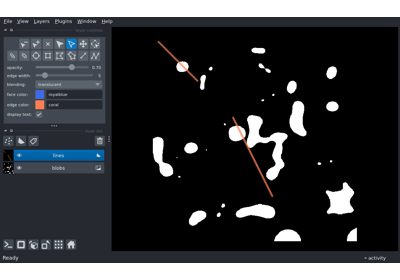 File View Layers Plugins Window Help
opacity: 0.70
edge width: 5
blending: translucent
face color: royalblue
edge color: coral
display text:
lines
blobs
Ready
activity